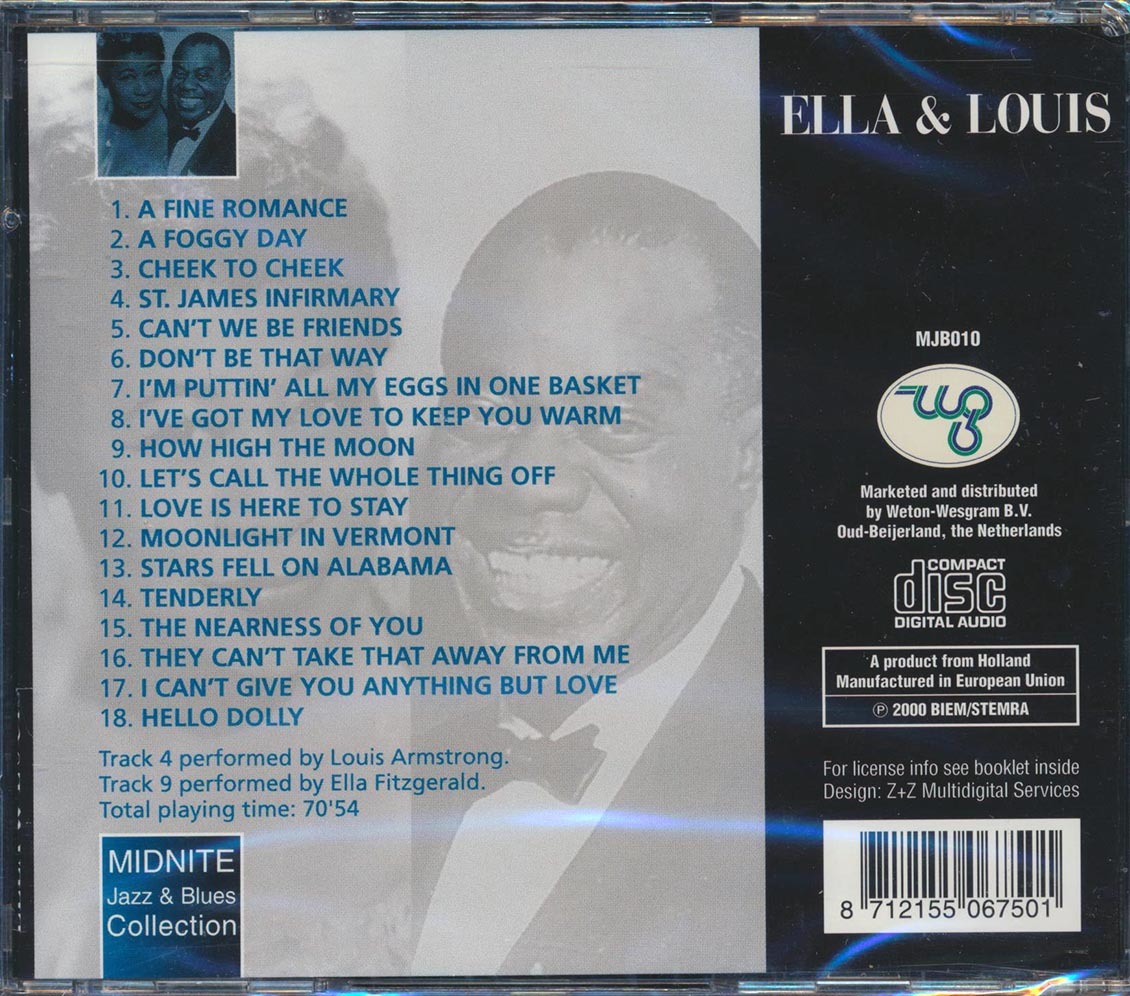 ELLA & LOUIS
1. A FINE ROMANCE
2. A FOGGY DAY
3. CHEEK TO CHEEK
4. ST. JAMES INFIRMARY
5. CAN'T WE BE FRIENDS
6. DON'T BE THAT WAY
7. I'M PUTTIN' ALL MY EGGS IN ONE BASKET
8. I'VE GOT MY LOVE TO KEEP YOU WARM
9. HOW HIGH THE MOON
10. LET'S CALL THE WHOLE THING OFF
11. LOVE IS HERE TO STAY
12. MOONLIGHT IN VERMONT
13. STARS FELL ON ALABAMA
14. TENDERLY
15. THE NEARNESS OF YOU
16. THEY CAN'T TAKE THAT AWAY FROM ME
17. I CAN'T GIVE YOU ANYTHING BUT LOVE
18. HELLO DOLLY
Track 4 performed by Louis Armstrong.
Track 9 performed by Ella Fitzgerald.
Total playing time: 70'54
MIDNITE
Jazz & Blues
Collection
MJB010
Marketed and distributed
by Weton-Wesgram B.V.
Oud-Beijerland, the Netherlands
COMPACT
disc
DIGITAL AUDIO
A product from Holland
Manufactured in European Union
℗ 2000 BIEM/STEMRA
For license info see booklet inside
Design: Z+Z Multidigital Services
8 712155 067501